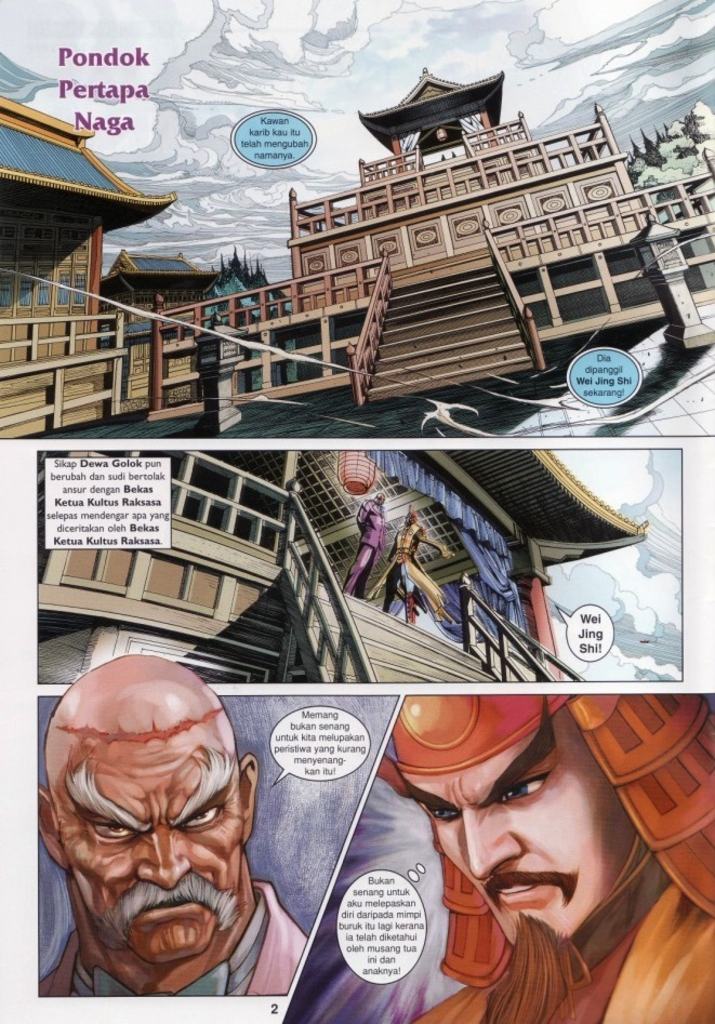 Pondok
Pertapa
Naga
Kawan
karib kau itu
telah mengubah
namanya.
Dia
dipanggil
Wei Jing Shi
sekarang!
Sikap Dewa Golok pun
berubah dan sudi bertolak
ansur dengan Bekas
Ketua Kultus Raksasa
selepas mendengar apa yang
diceritakan oleh Bekas
Ketua Kultus Raksasa.
Wei
Jing
Shi!
Memang
bukan senang
untuk kita melupakan
peristiwa yang kurang
menyenang-
kan itu!
Bukan
senang untuk
aku melepaskan
diri daripada mimpi
buruk itu lagi kerana
ia telah diketahui
oleh musang tua
ini dan
anaknya!
2